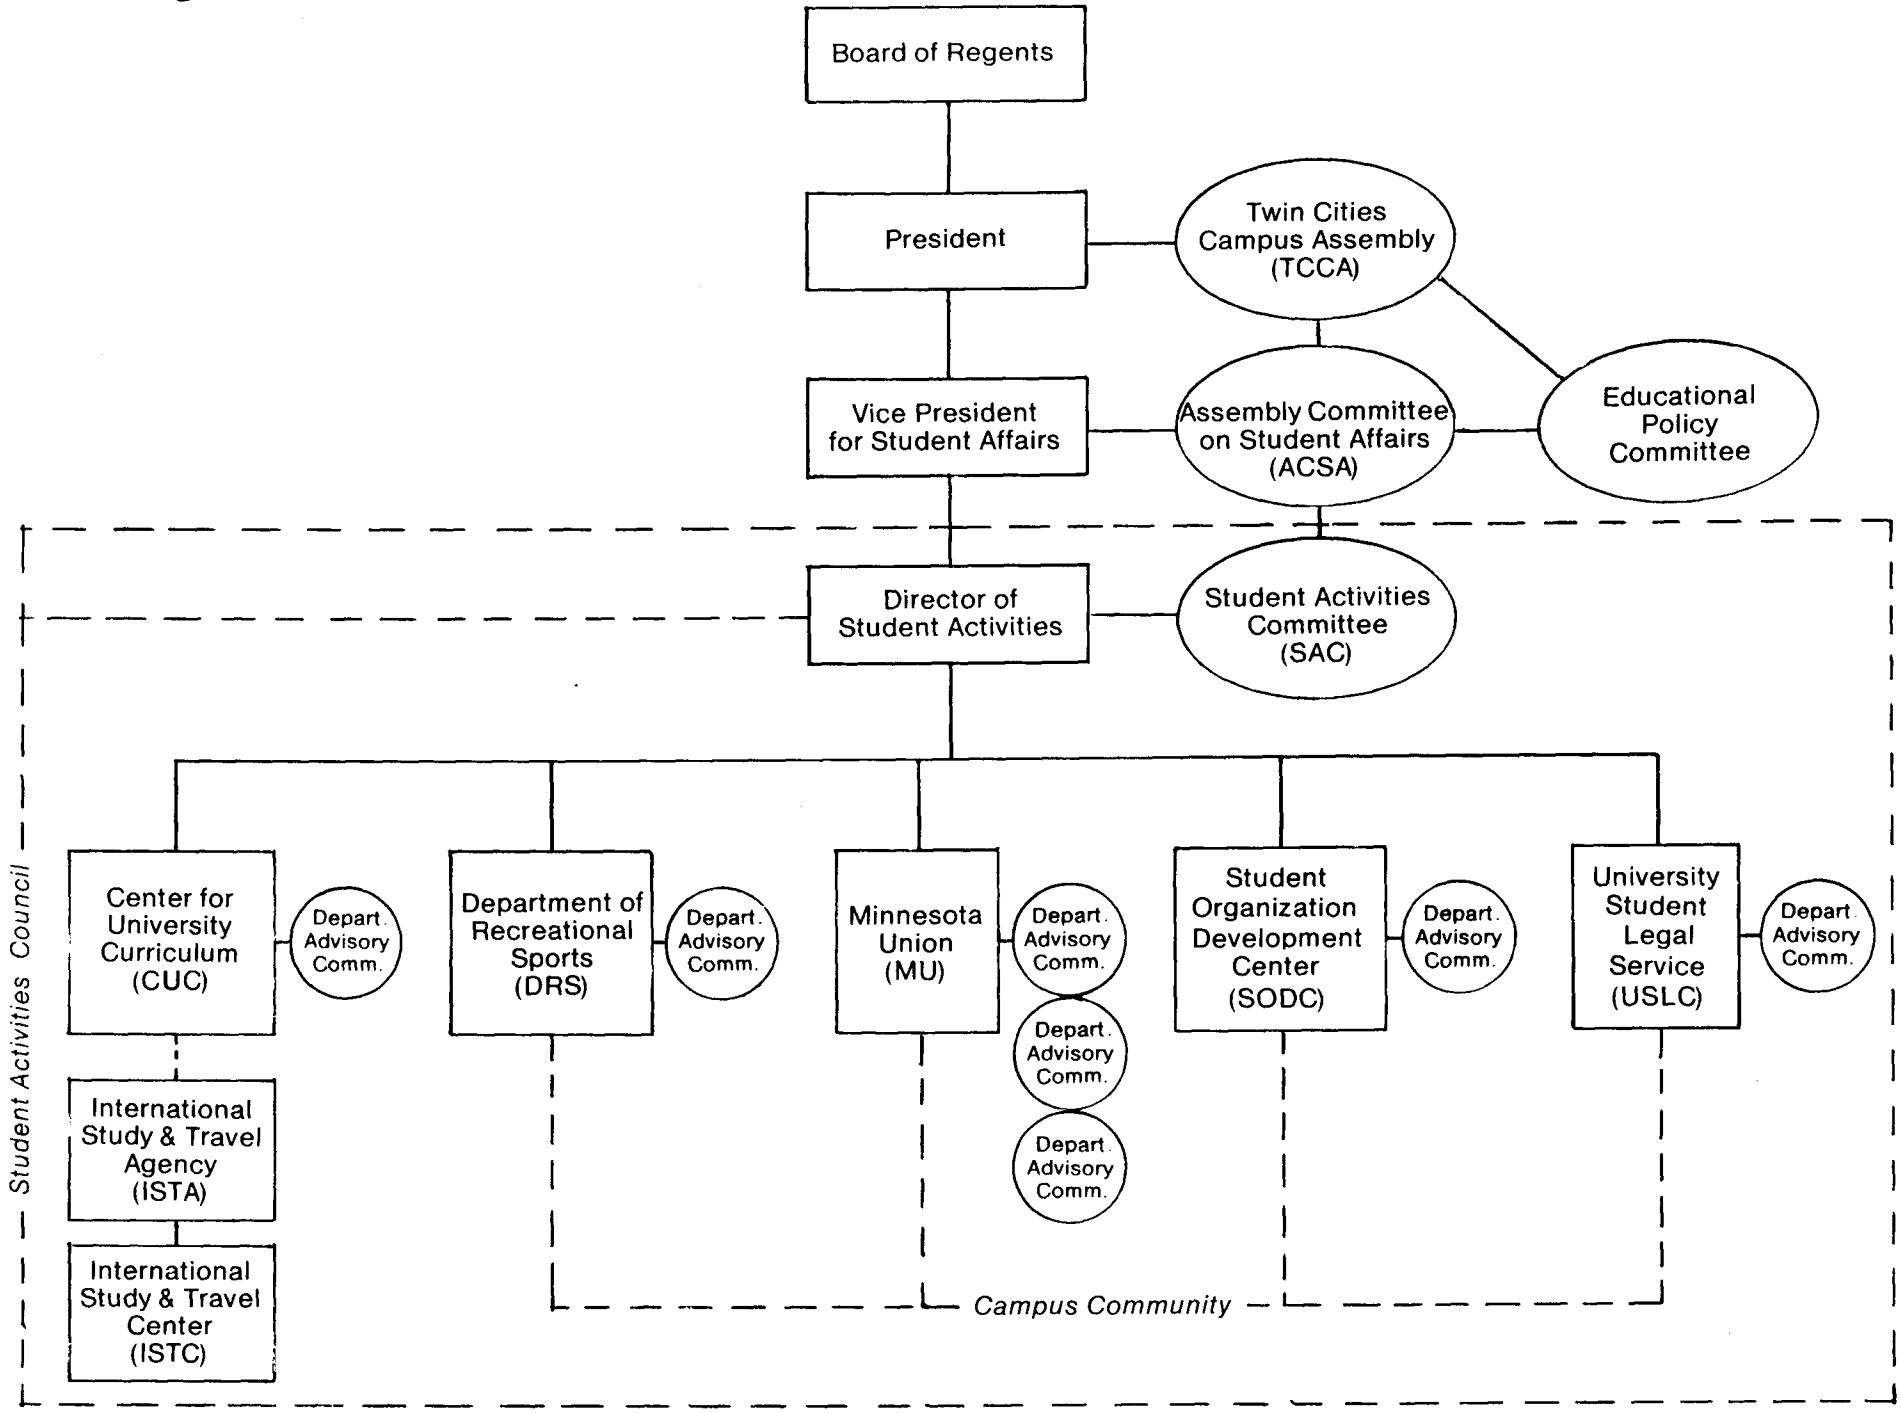 Board of Regents
President
Twin Cities
Campus Assembly
(TCCA)
Vice President
for Student Affairs
Assembly Committee
on Student Affairs
(ACSA)
Educational
Policy
Committee
Director of
Student Activities
Student Activities
Committee
(SAC)
Student Activities Council
Center for
University
Curriculum
(CUC)
Depart.
Advisory
Comm.
Department of
Recreational
Sports
(DRS)
Depart.
Advisory
Comm.
Minnesota
Union
(MU)
Depart.
Advisory
Comm.
Depart.
Advisory
Comm.
Depart.
Advisory
Comm.
Student
Organization
Development
Center
(SODC)
Depart.
Advisory
Comm.
University
Student
Legal
Service
(USLC)
Depart.
Advisory
Comm.
International
Study & Travel
Agency
(ISTA)
International
Study & Travel
Center
(ISTC)
Campus Community